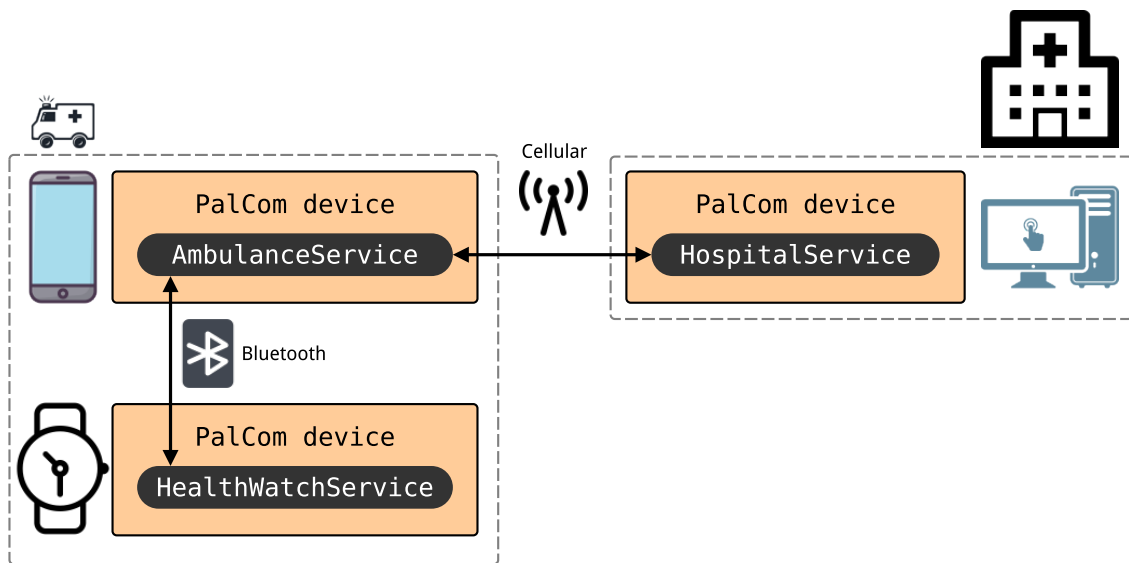 Cellular
PalCom device
AmbulanceService
PalCom device
HospitalService
Bluetooth
PalCom device
HealthWatchService